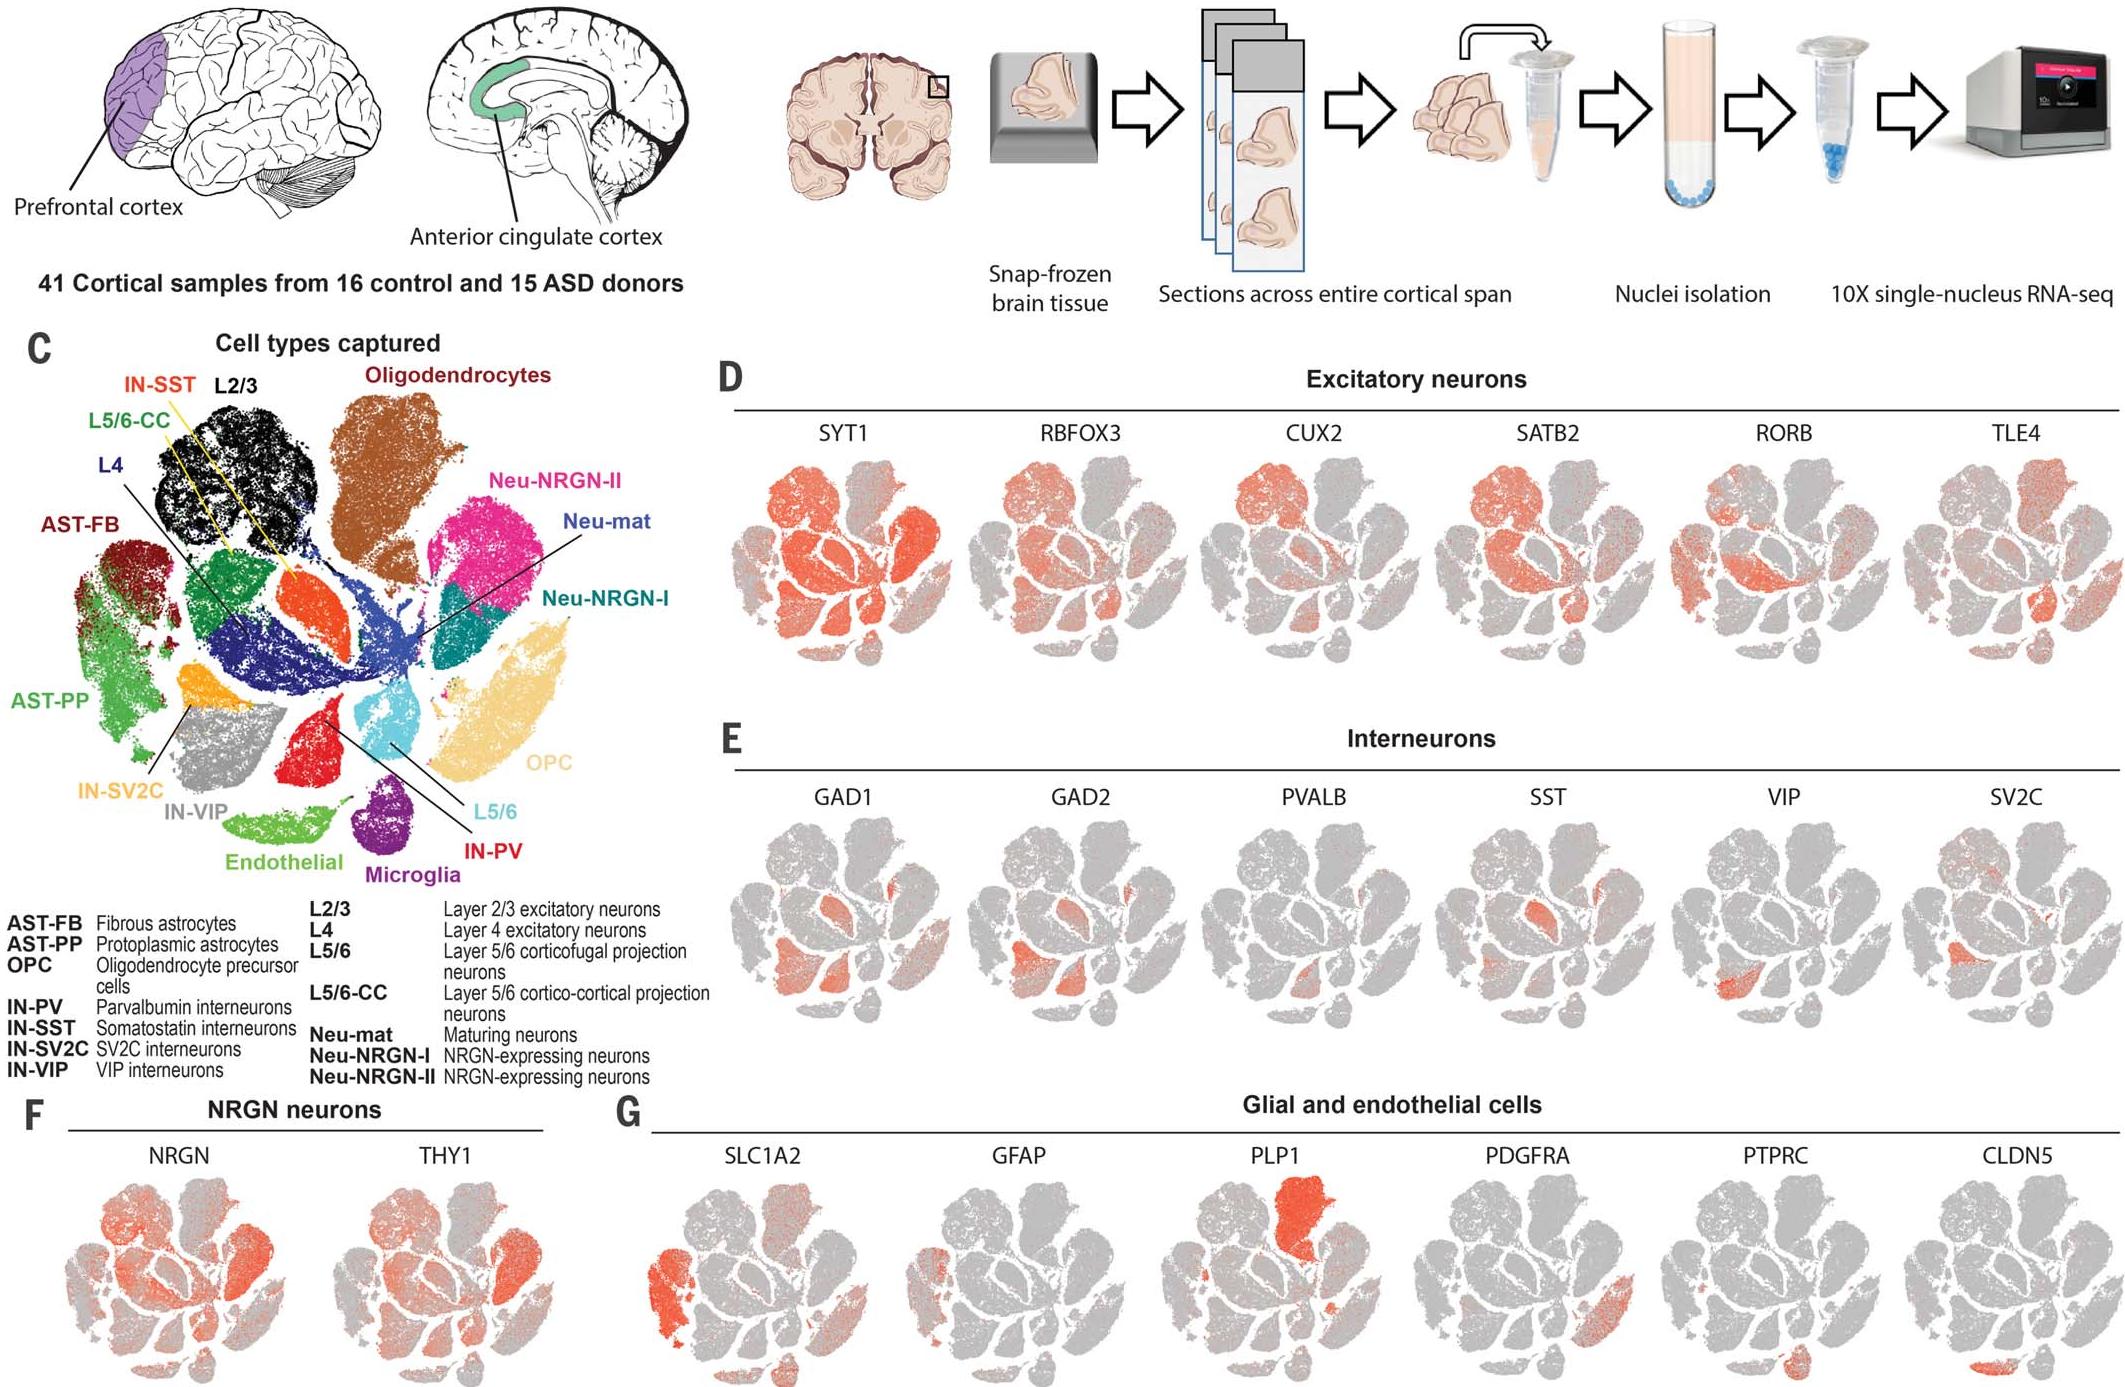 Prefrontal cortex
Anterior cingulate cortex
41 Cortical samples from 16 control and 15 ASD donors
Snap-frozen
brain tissue
Sections across entire cortical span
Nuclei isolation
10X single-nucleus RNA-seq
C
Cell types captured
IN-SST
L2/3
Oligodendrocytes
L5/6-CC
L4
Neu-NRGN-II
AST-FB
Neu-mat
Neu-NRGN-I
AST-PP
OPC
IN-SV2C
IN-VIP
L5/6
IN-PV
Endothelial
Microglia
AST-FB Fibrous astrocytes
AST-PP Protoplasmic astrocytes
OPC Oligodendrocyte precursor
cells
IN-PV Parvalbumin interneurons
IN-SST Somatostatin interneurons
IN-SV2C SV2C interneurons
IN-VIP VIP interneurons
L2/3 Layer 2/3 excitatory neurons
L4 Layer 4 excitatory neurons
L5/6 Layer 5/6 corticofugal projection
neurons
L5/6-CC Layer 5/6 cortico-cortical projection
neurons
Neu-mat Maturing neurons
Neu-NRGN-I NRGN-expressing neurons
Neu-NRGN-II NRGN-expressing neurons
D
Excitatory neurons
SYT1 RBFOX3 CUX2 SATB2 RORB TLE4
E
Interneurons
GAD1 GAD2 PVALB SST VIP SV2C
F
NRGN neurons
NRGN THY1
G
Glial and endothelial cells
SLC1A2 GFAP PLP1 PDGFRA PTPRC CLDN5